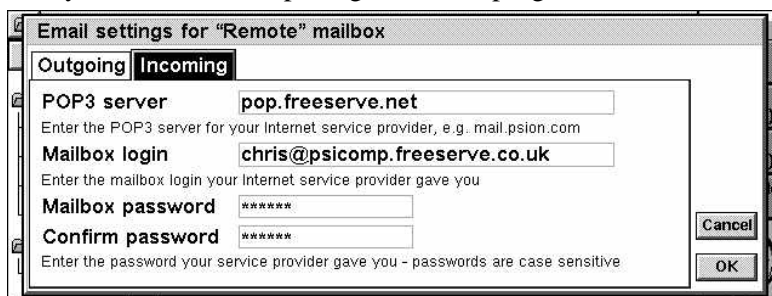 Email settings for “Remote” mailbox
Outgoing Incoming
POP3 server pop.freeserve.net
Enter the POP3 server for your Internet service provider, e.g. mail.psion.com
Mailbox login chris@psicomp.freeserve.co.uk
Enter the mailbox login your Internet service provider gave you
Mailbox password ******
Confirm password ******
Cancel
Enter the password your service provider gave you - passwords are case sensitive
OK